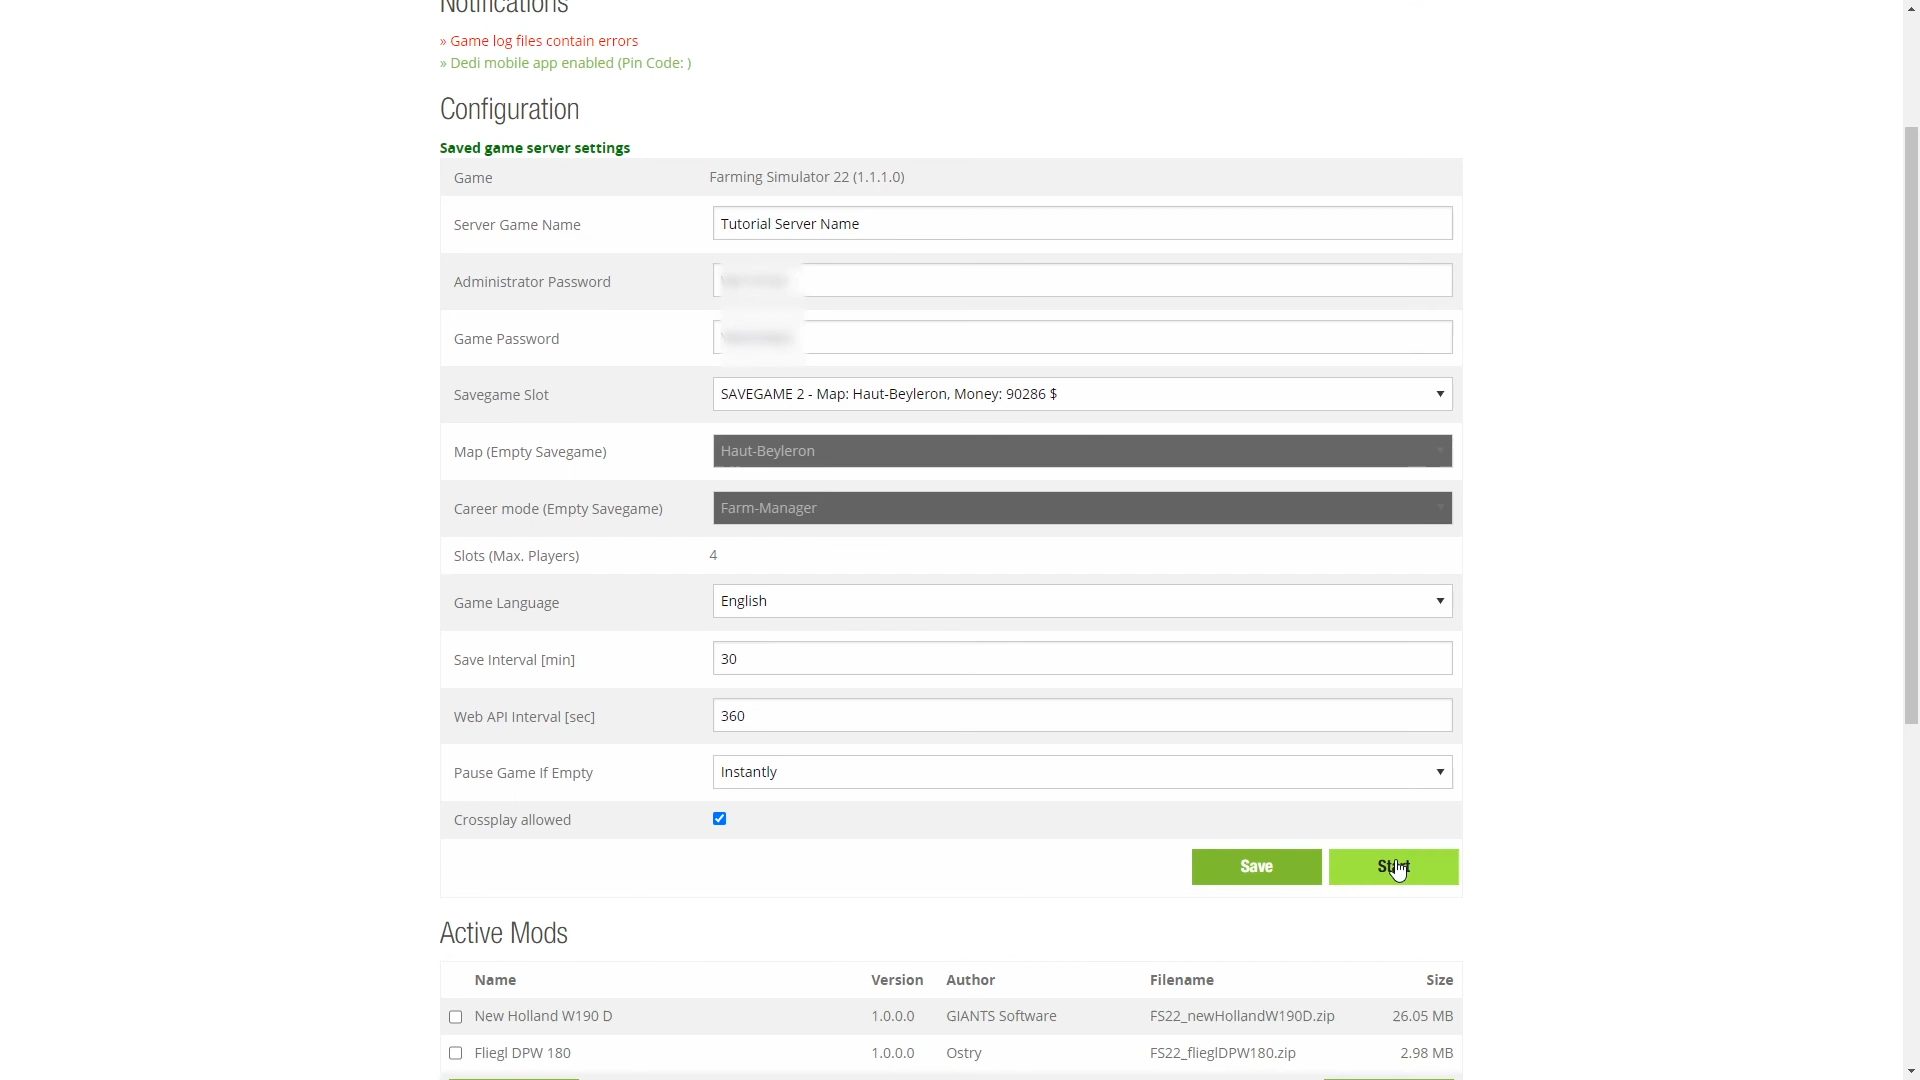 Notifications
» Game log files contain errors
» Dedi mobile app enabled (Pin Code: )
Configuration
Saved game server settings
Game Farming Simulator 22 (1.1.1.0)
Server Game Name Tutorial Server Name
Administrator Password
Game Password
Savegame Slot SAVEGAME 2 - Map: Haut-Beyleron, Money: 90286 $
Map (Empty Savegame) Haut-Beyleron
Career mode (Empty Savegame) Farm-Manager
Slots (Max. Players) 4
Game Language English
Save Interval [min] 30
Web API Interval [sec] 360
Pause Game If Empty Instantly
Crossplay allowed
Save Start
Active Mods
Name Version Author Filename Size
New Holland W190 D 1.0.0.0 GIANTS Software FS22_newHollandW190D.zip 26.05 MB
Fliegl DPW 180 1.0.0.0 Ostry FS22_flieglDPW180.zip 2.98 MB